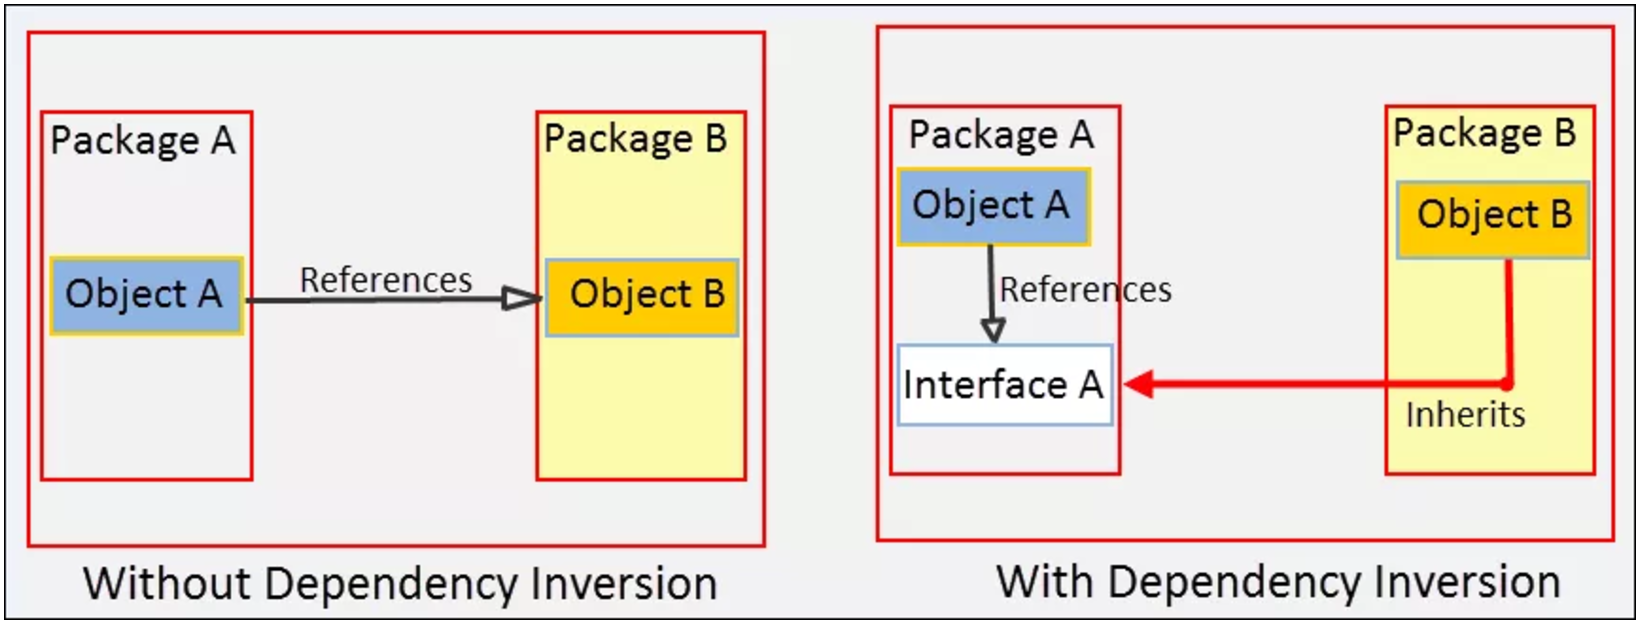 Package A
Object A
References
Package B
Object B
Without Dependency Inversion
Package A
Object A
References
Interface A
Package B
Object B
Inherits
With Dependency Inversion